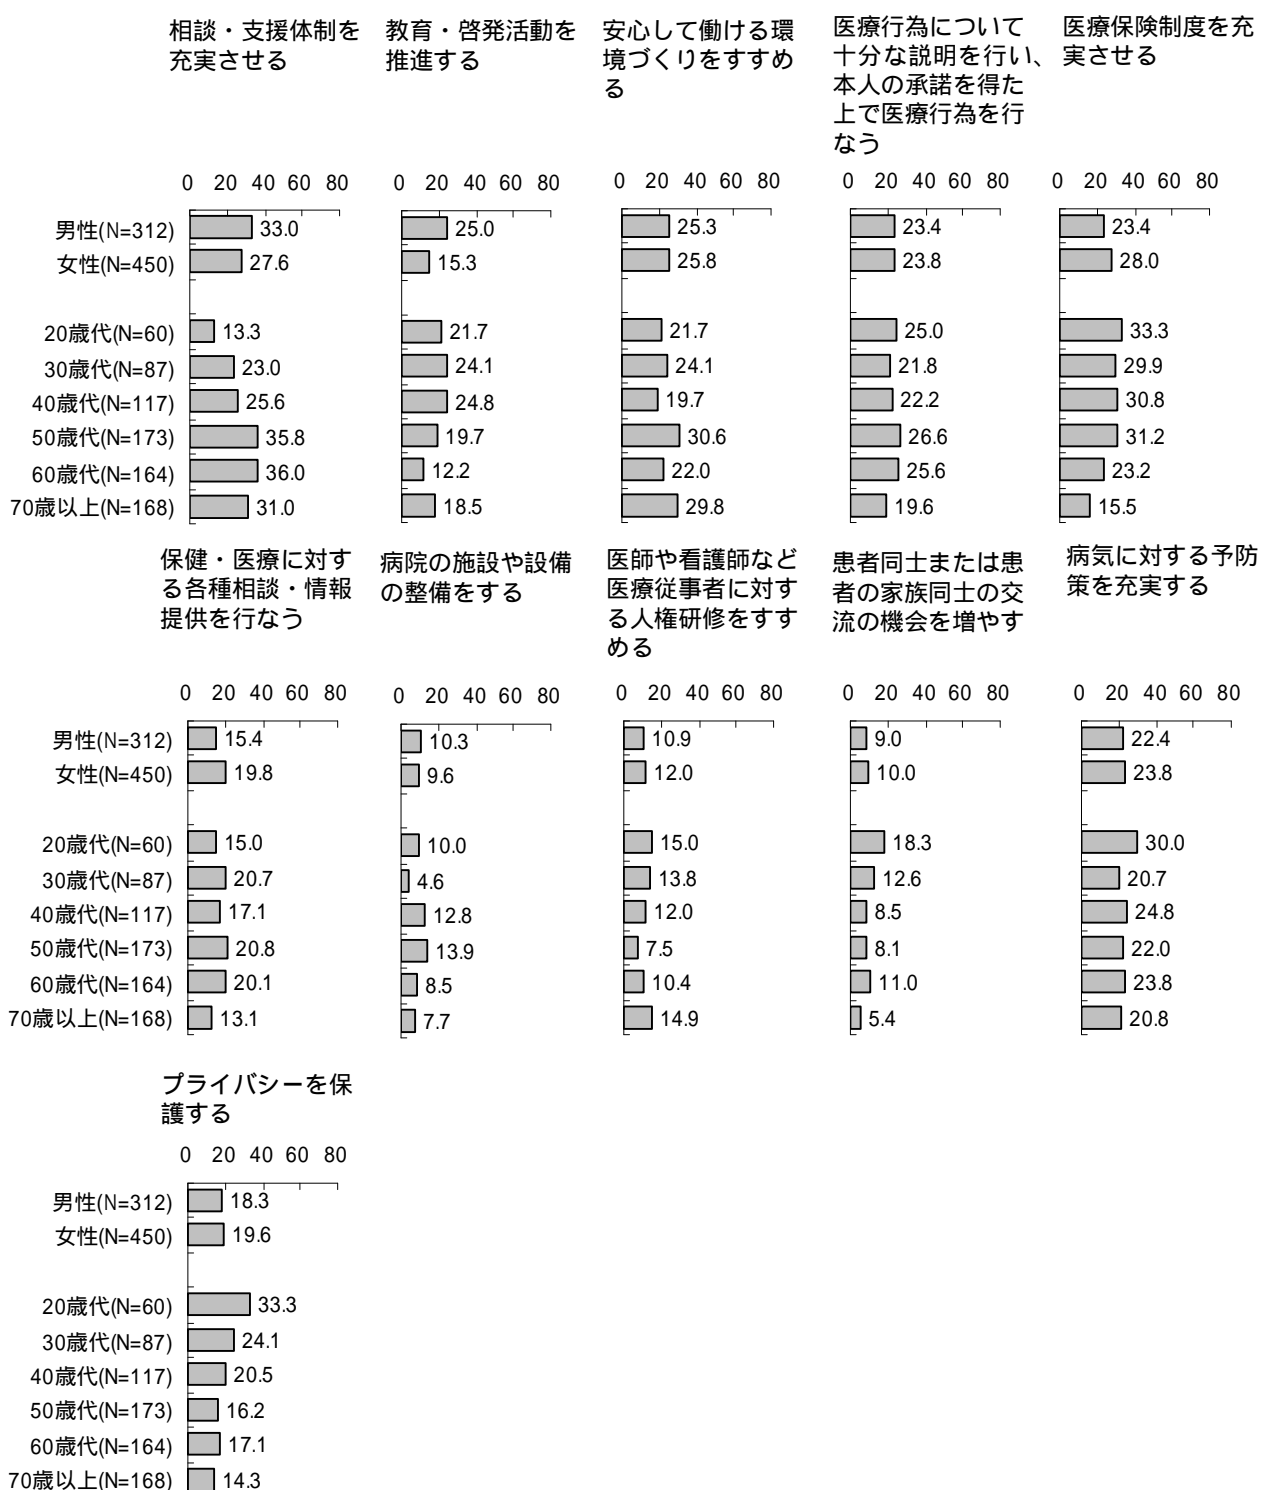 相談・支援体制を
充実させる
教育・啓発活動を
推進する
安心して働ける環
境づくりをすすめ
る
医療行為について
十分な説明を行い、
本人の承諾を得た
上で医療行為を行
なう
医療保険制度を充
実させる
0 20 40 60 80
0 20 40 60 80
0 20 40 60 80
0 20 40 60 80
0 20 40 60 80
男性(N=312) 33.0 25.0 25.3 23.4 23.4
女性(N=450) 27.6 15.3 25.8 23.8 28.0
20歳代(N=60) 13.3 21.7 21.7 25.0 33.3
30歳代(N=87) 23.0 24.1 24.1 21.8 29.9
40歳代(N=117) 25.6 24.8 19.7 22.2 30.8
50歳代(N=173) 35.8 19.7 30.6 26.6 31.2
60歳代(N=164) 36.0 12.2 22.0 25.6 23.2
70歳以上(N=168) 31.0 18.5 29.8 19.6 15.5
保健・医療に対す
る各種相談・情報
提供を行なう
病院の施設や設備
の整備をする
医師や看護師など
医療従事者に対す
る人権研修をすす
める
患者同士または患
者の家族同士の交
流の機会を増やす
病気に対する予防
策を充実する
0 20 40 60 80
0 20 40 60 80
0 20 40 60 80
0 20 40 60 80
0 20 40 60 80
男性(N=312) 15.4 10.3 10.9 9.0 22.4
女性(N=450) 19.8 9.6 12.0 10.0 23.8
20歳代(N=60) 15.0 10.0 15.0 18.3 30.0
30歳代(N=87) 20.7 4.6 13.8 12.6 20.7
40歳代(N=117) 17.1 12.8 12.0 8.5 24.8
50歳代(N=173) 20.8 13.9 7.5 8.1 22.0
60歳代(N=164) 20.1 8.5 10.4 11.0 23.8
70歳以上(N=168) 13.1 7.7 14.9 5.4 20.8
プライバシーを保
護する
0 20 40 60 80
男性(N=312) 18.3
女性(N=450) 19.6
20歳代(N=60) 33.3
30歳代(N=87) 24.1
40歳代(N=117) 20.5
50歳代(N=173) 16.2
60歳代(N=164) 17.1
70歳以上(N=168) 14.3